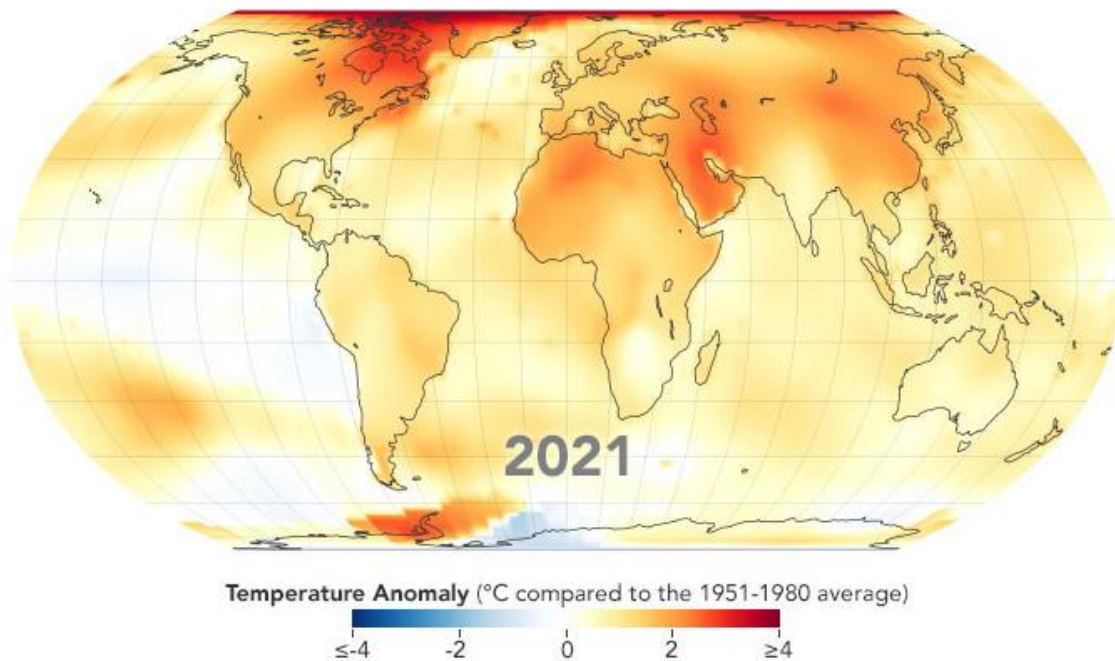 2021
Temperature Anomaly (°C compared to the 1951-1980 average)
≤-4 -2 0 2 ≥4